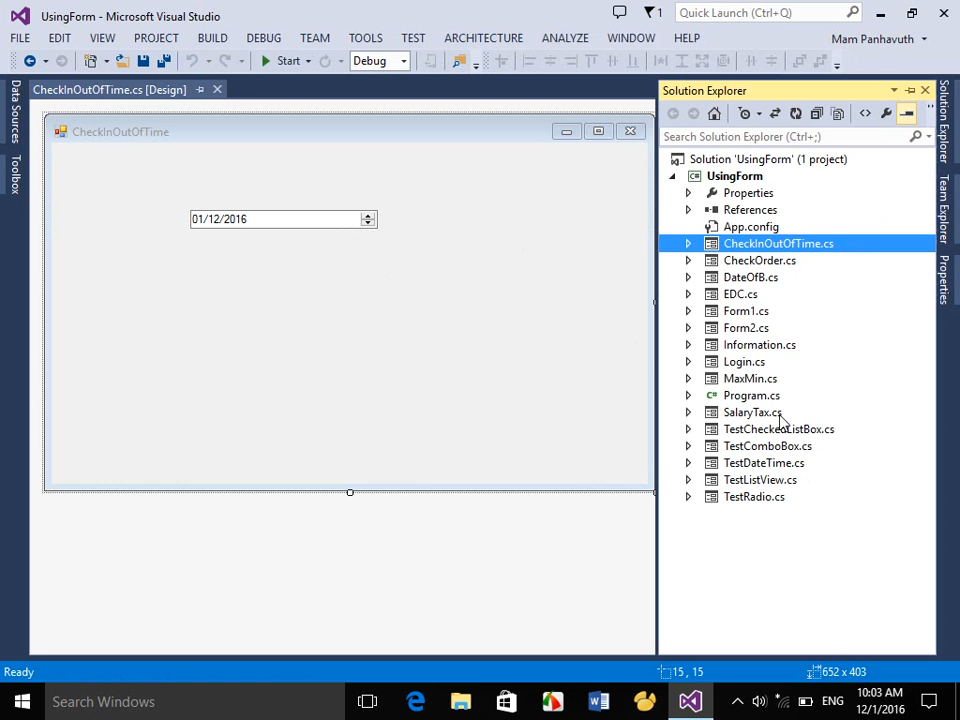 UsingForm - Microsoft Visual Studio
1
Quick Launch (Ctrl+Q)
FILE EDIT VIEW PROJECT BUILD DEBUG TEAM TOOLS TEST ARCHITECTURE ANALYZE WINDOW HELP
Mam Panhavuth
Start
Debug
Data Sources
Toolbox
CheckInOutOfTime.cs [Design]
CheckInOutOfTime
01/12/2016
Solution Explorer
Search Solution Explorer (Ctrl+;)
Solution 'UsingForm' (1 project)
UsingForm
Properties
References
App.config
CheckInOutOfTime.cs
CheckOrder.cs
DateOfB.cs
EDC.cs
Form1.cs
Form2.cs
Information.cs
Login.cs
MaxMin.cs
C# Program.cs
SalaryTax.cs
TestCheckedListBox.cs
TestComboBox.cs
TestDateTime.cs
TestListView.cs
TestRadio.cs
Solution Explorer
Team Explorer
Properties
Ready
15 , 15
652 x 403
Search Windows
ENG
10:03 AM
12/1/2016